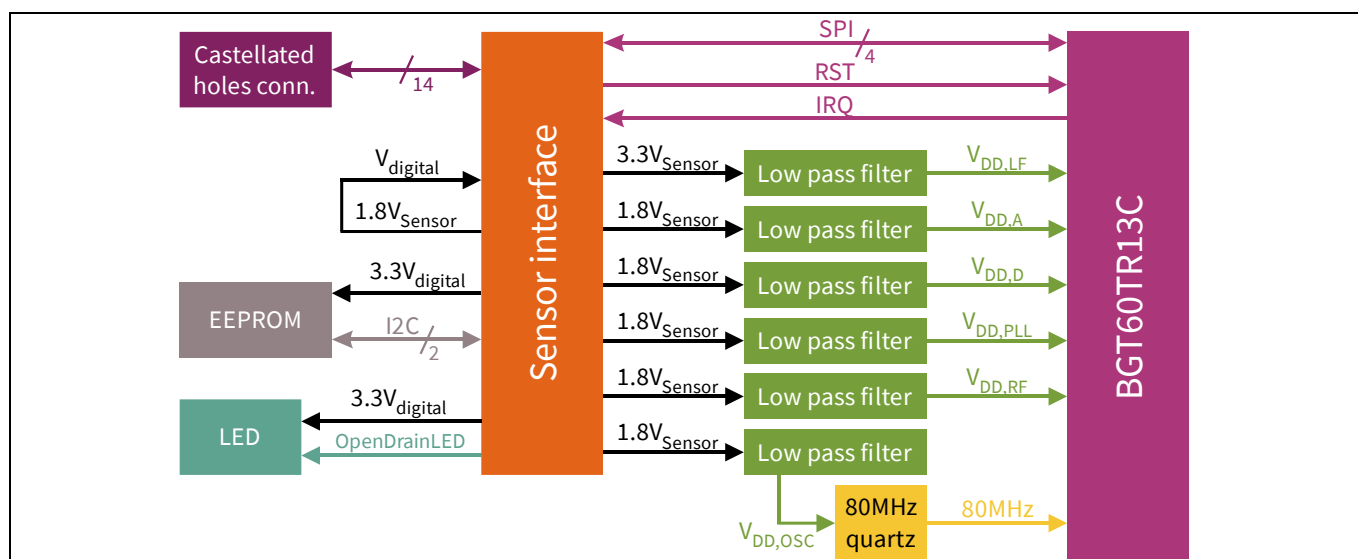 Castellated
holes conn.
14
SPI
4
RST
IRQ
Sensor interface
BGT60TR13C
Vdigital
1.8VSensor
3.3Vdigital
EEPROM
I2C
2
3.3Vdigital
LED
OpenDrainLED
3.3VSensor
Low pass filter
VDD,LF
1.8VSensor
Low pass filter
VDD,A
1.8VSensor
Low pass filter
VDD,D
1.8VSensor
Low pass filter
VDD,PLL
1.8VSensor
Low pass filter
VDD,RF
1.8VSensor
Low pass filter
VDD,OSC
80MHz
quartz
80MHz